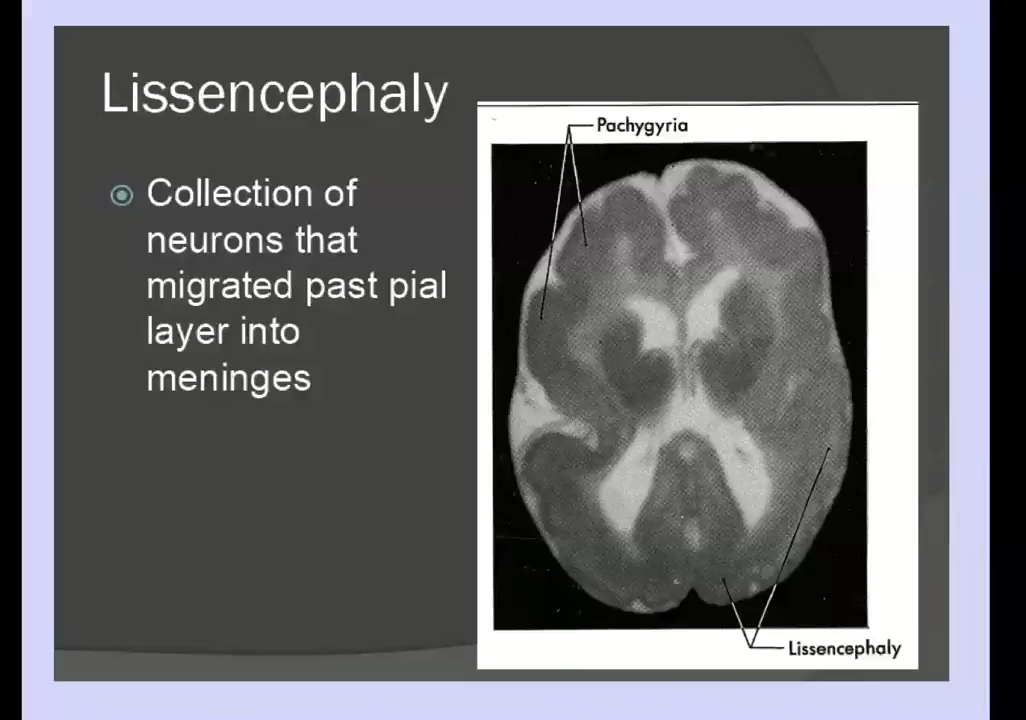 Lissencephaly
Collection of
neurons that
migrated past pial
layer into
meninges
Pachygyria
Lissencephaly